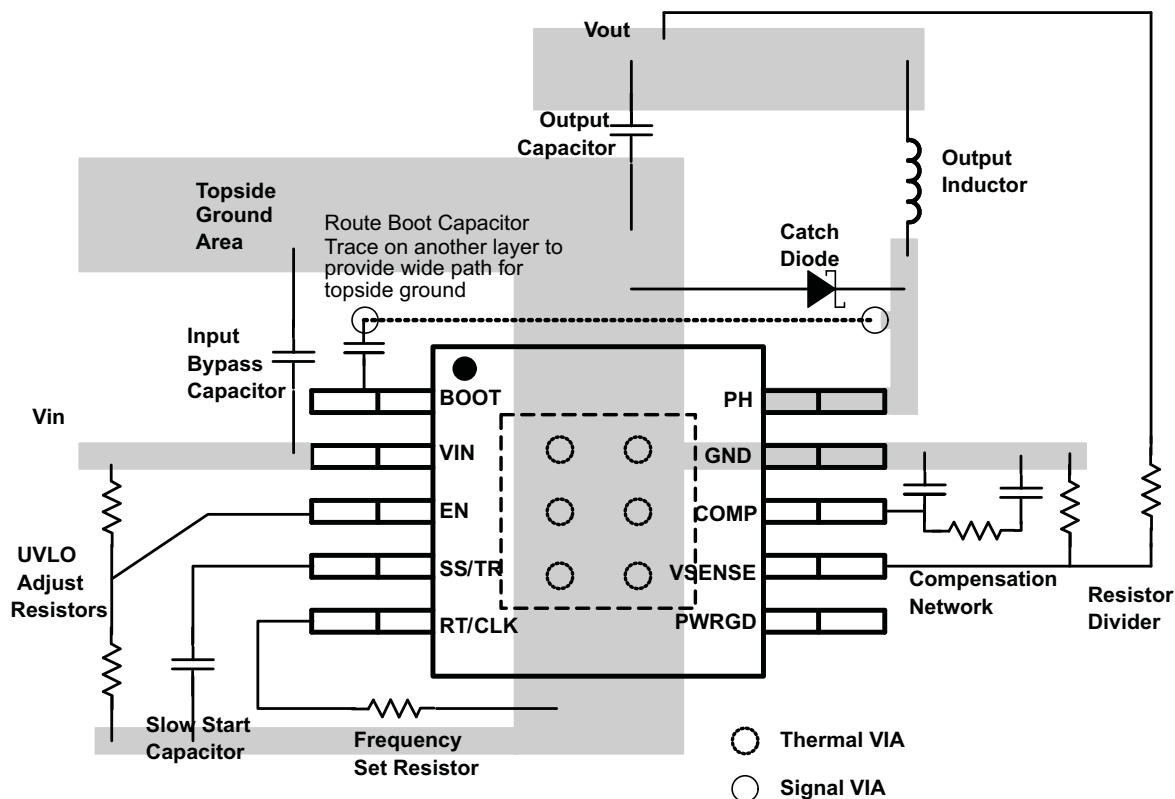 Vout
Output
Capacitor
Output
Inductor
Topside
Ground
Area
Route Boot Capacitor
Trace on another layer to
provide wide path for
topside ground
Catch
Diode
Input
Bypass
Capacitor
Vin
BOOT
VIN
EN
SS/TR
RT/CLK
PH
GND
COMP
VSENSE
PWRGD
UVLO
Adjust
Resistors
Compensation
Network
Resistor
Divider
Slow Start
Capacitor
Frequency
Set Resistor
Thermal VIA
Signal VIA